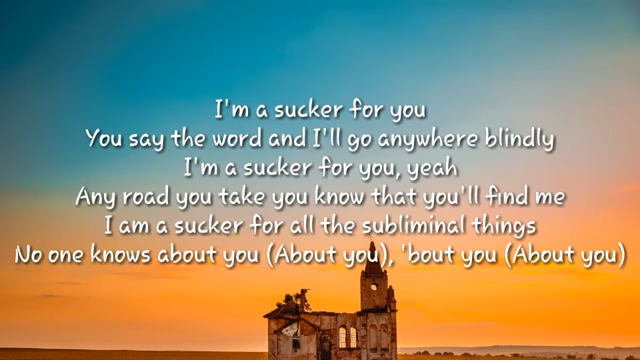 I'm a sucker for you
You say the word and I'll go anywhere blindly
I'm a sucker for you, yeah
Any road you take you know that you'll find me
I am a sucker for all the subliminal things
No one knows about you (About you), 'bout you (About you)